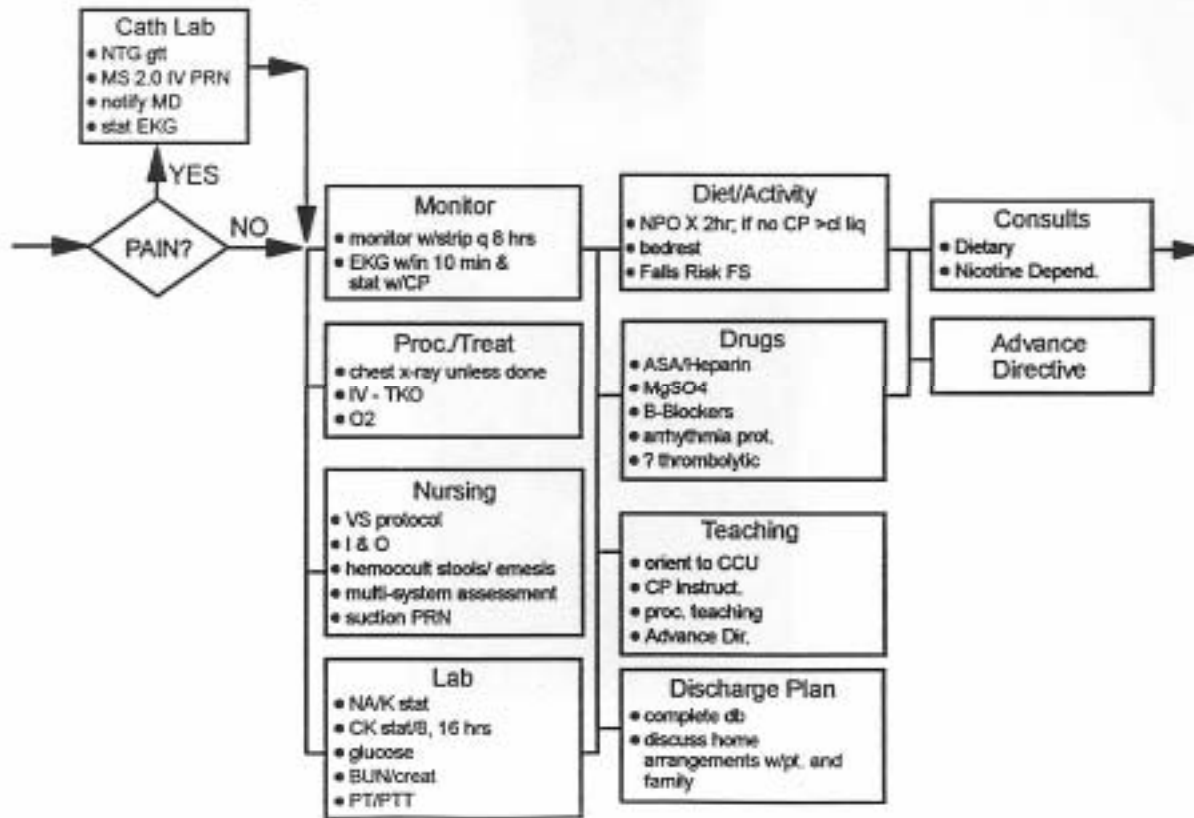 Cath Lab
• NTG gtt
• MS 2.0 IV PRN
• notify MD
• stat EKG
YES
PAIN?
NO
Monitor
• monitor w/strip q 8 hrs
• EKG w/in 10 min &
stat w/CP
Proc./Treat
• chest x-ray unless done
• IV - TKO
• O2
Nursing
• VS protocol
• I & O
• hemoccult stools/ emesis
• multi-system assessment
• suction PRN
Lab
• NA/K stat
• CK stat/8, 16 hrs
• glucose
• BUN/creat
• PT/PTT
Diet/Activity
• NPO X 2hr; if no CP >cl liq
• bedrest
• Falls Risk FS
Drugs
• ASA/Heparin
• MgSO4
• B-Blockers
• arrhythmia prot.
• ? thrombolytic
Teaching
• orient to CCU
• CP instruct.
• proc. teaching
• Advance Dir.
Discharge Plan
• complete db
• discuss home
arrangements w/pt. and
family
Consults
• Dietary
• Nicotine Depend.
Advance
Directive